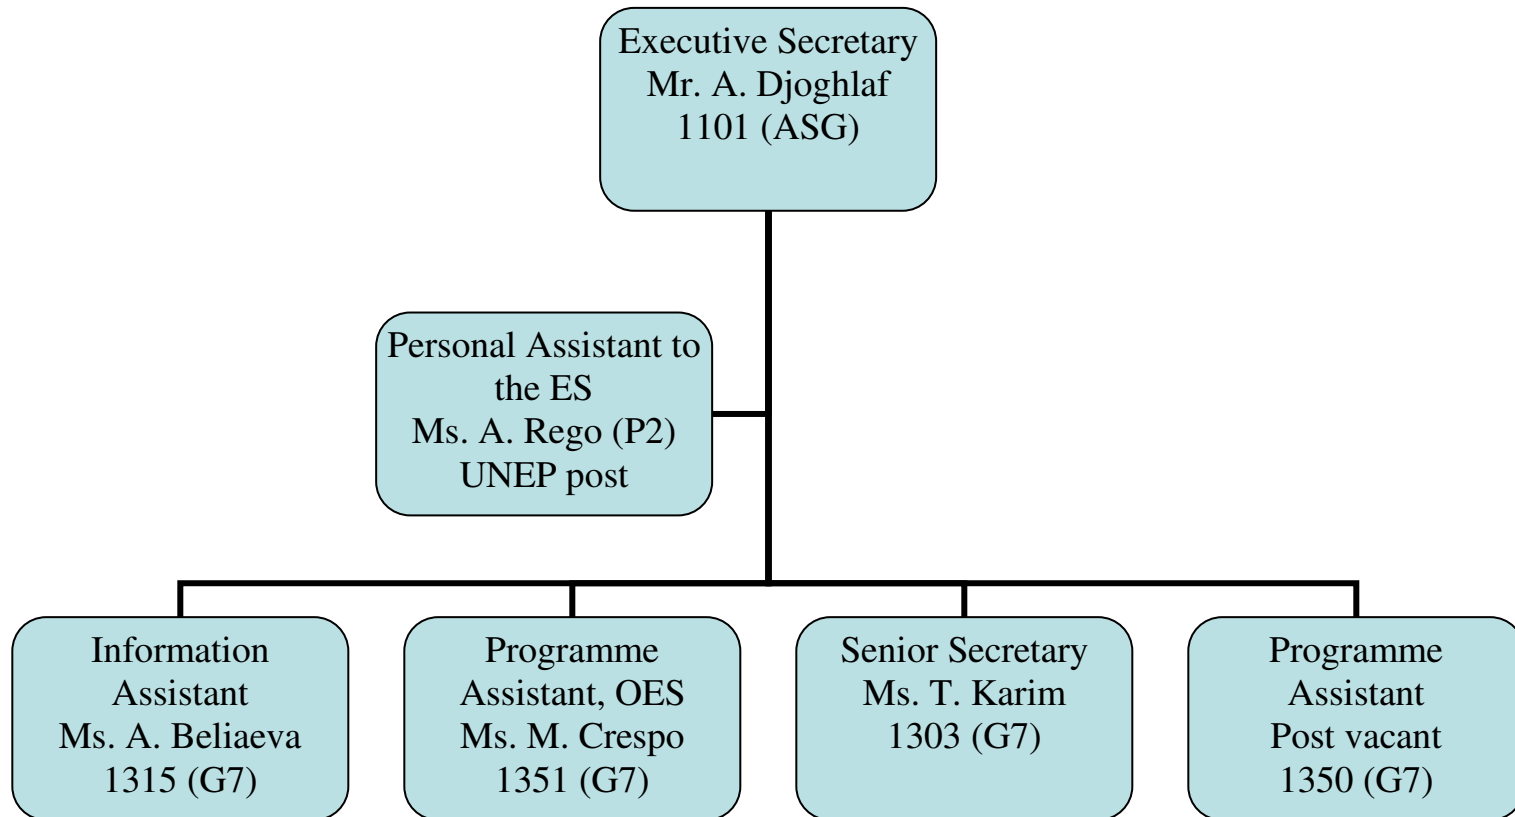 Executive Secretary
Mr. A. Djoghlaf
1101 (ASG)
Personal Assistant to
the ES
Ms. A. Rego (P2)
UNEP post
Information
Assistant
Ms. A. Beliaeva
1315 (G7)
Programme
Assistant, OES
Ms. M. Crespo
1351 (G7)
Senior Secretary
Ms. T. Karim
1303 (G7)
Programme
Assistant
Post vacant
1350 (G7)